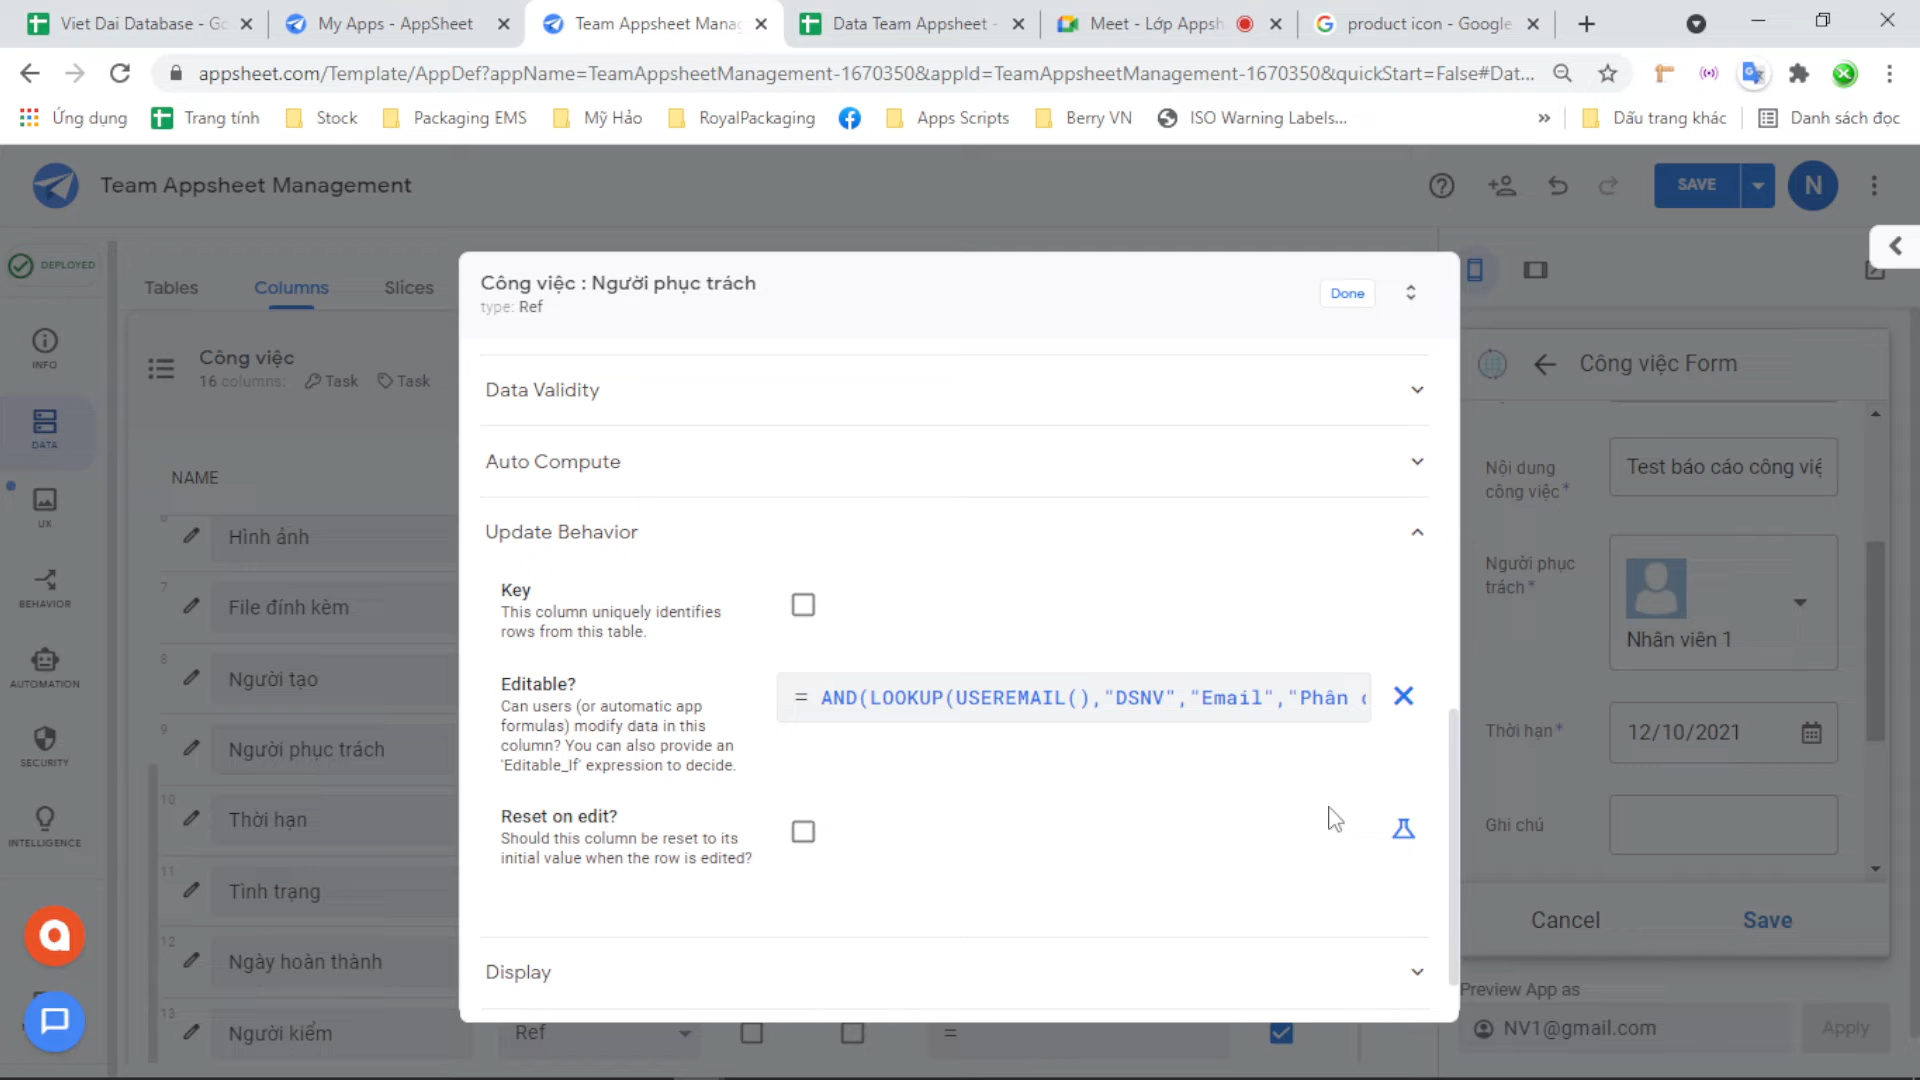 Viet Dai Database - Go
My Apps - AppSheet
Team Appsheet Manag
Data Team Appsheet -
Meet - Lớp Appsh
product icon - Google
appsheet.com/Template/AppDef?appName=TeamAppsheetManagement-1670350&appId=TeamAppsheetManagement-1670350&quickStart=False#Dat...
Ứng dụng
Trang tính
Stock
Packaging EMS
Mỹ Hảo
RoyalPackaging
Apps Scripts
Berry VN
ISO Warning Labels...
»
Dấu trang khác
Danh sách đọc
Team Appsheet Management
SAVE
N
DEPLOYED
Tables
Columns
Slices
INFO
DATA
UX
BEHAVIOR
AUTOMATION
SECURITY
INTELLIGENCE
Công việc
16 columns: Task Task
NAME
Hình ảnh
7
File đính kèm
8
Người tạo
9
Người phục trách
10
Thời hạn
11
Tình trạng
12
Ngày hoàn thành
13
Người kiểm
Ref
=
Công việc : Người phục trách
type: Ref
Done
Data Validity
Auto Compute
Update Behavior
Key
This column uniquely identifies
rows from this table.
Editable?
Can users (or automatic app
formulas) modify data in this
column? You can also provide an
'Editable_If' expression to decide.
= AND(LOOKUP(USEREMAIL(),"DSNV","Email","Phân
Reset on edit?
Should this column be reset to its
initial value when the row is edited?
Display
Công việc Form
Nội dung
công việc*
Test báo cáo công việ
Người phục
trách*
Nhân viên 1
Thời hạn*
12/10/2021
Ghi chú
Cancel
Save
Preview App as
NV1@gmail.com
Apply